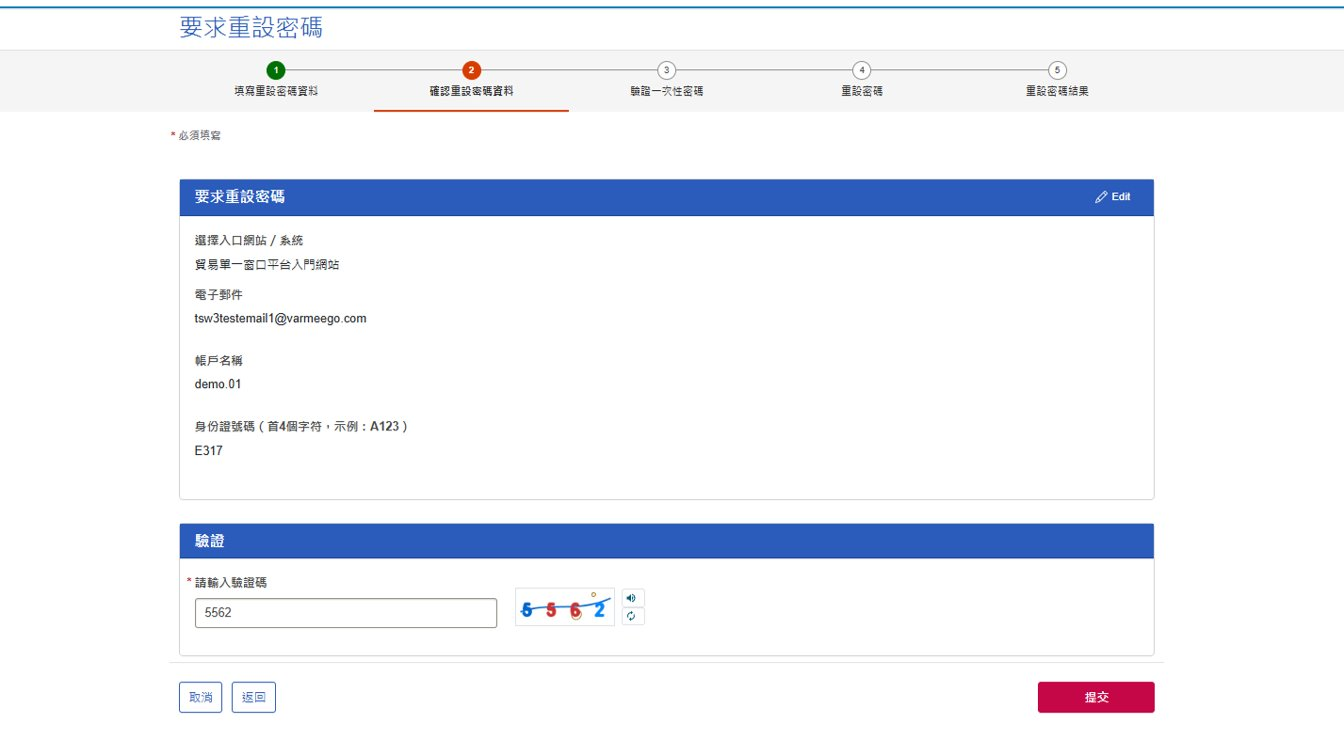 要求重設密碼
1 2 3 4 5
填寫重設密碼資料 確認重設密碼資料 驗證一次性密碼 重設密碼 重設密碼結果
* 必須填寫
要求重設密碼 Edit
選擇入口網站 / 系統
貿易單一窗口平台入門網站
電子郵件
tsw3testemail1@varmeego.com
帳戶名稱
demo.01
身份證號碼（首4個字符，示例：A123）
E317
驗證
* 請輸入驗證碼
5562 5562
取消 返回 提交